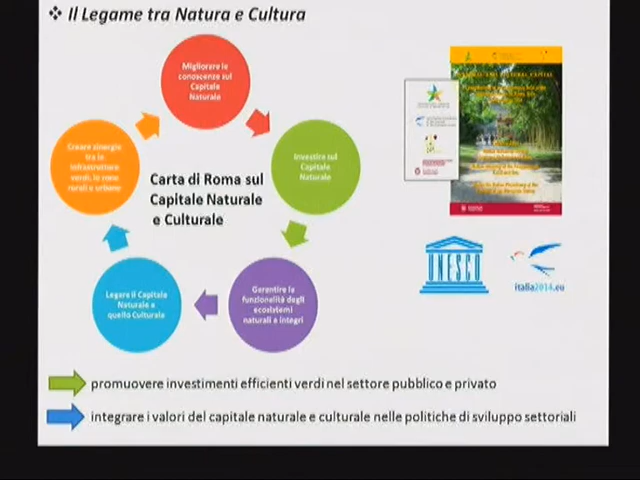 ❖ Il Legame tra Natura e Cultura
Migliorare le
conoscenze sul
Capitale
Naturale
Investire sul
Capitale
Naturale
Garantire la
funzionalità degli
ecosistemi
naturali e integri
Legare il Capitale
Naturale a
quello Culturale
Creare sinergie
tra le
infrastrutture
verdi, le zone
rurali e urbane
Carta di Roma sul
Capitale Naturale
e Culturale
UNESCO
italia2014.eu
promuovere investimenti efficienti verdi nel settore pubblico e privato
integrare i valori del capitale naturale e culturale nelle politiche di sviluppo settoriali